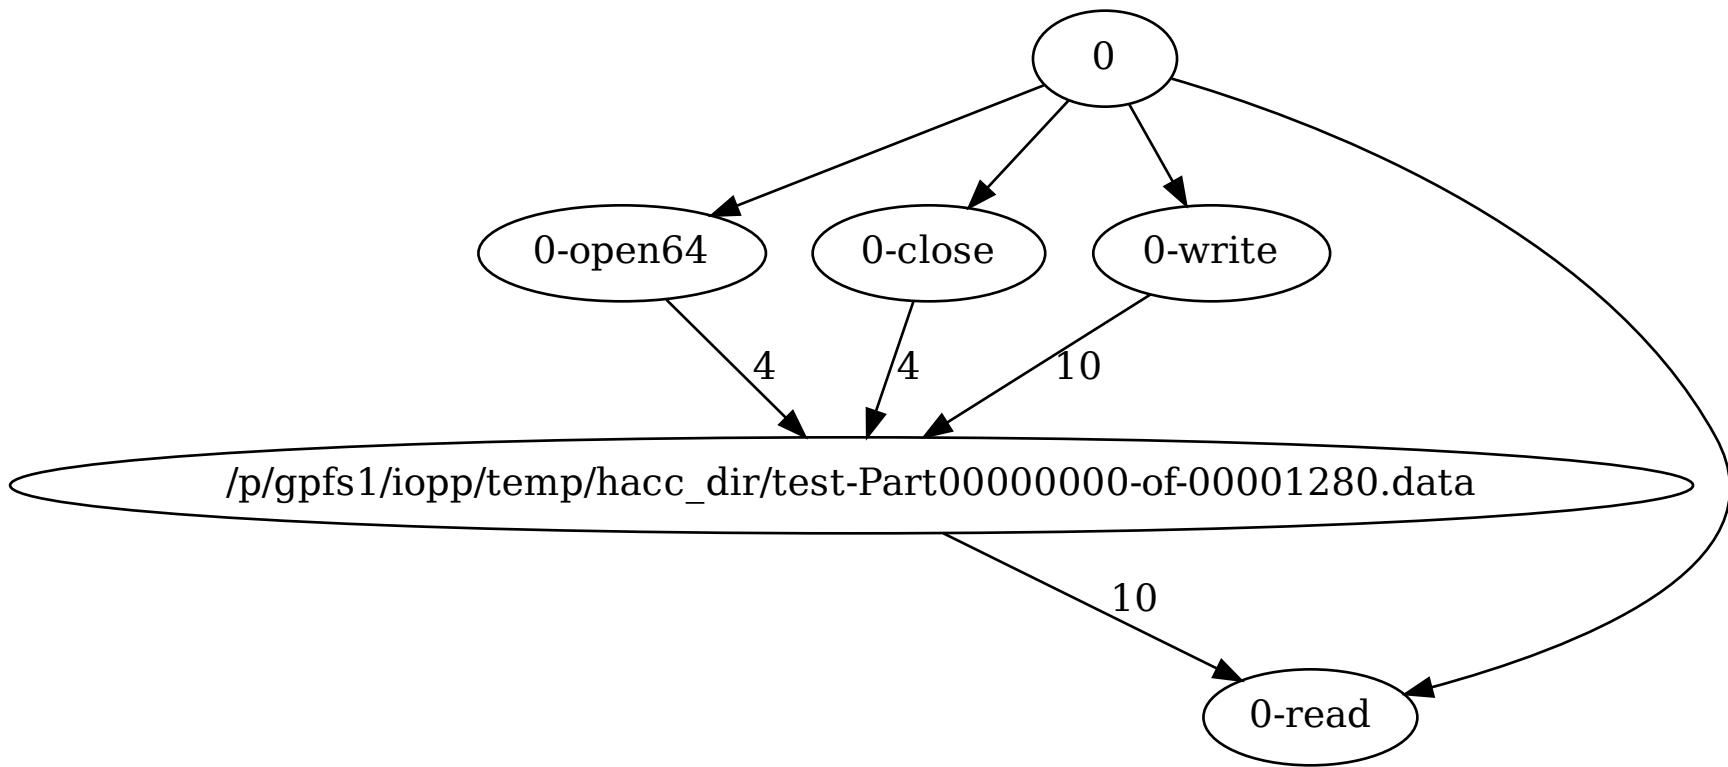 0
0-open64
0-close
0-write
4
4
10
/p/gpfs1/iopp/temp/hacc_dir/test-Part00000000-of-00001280.data
10
0-read